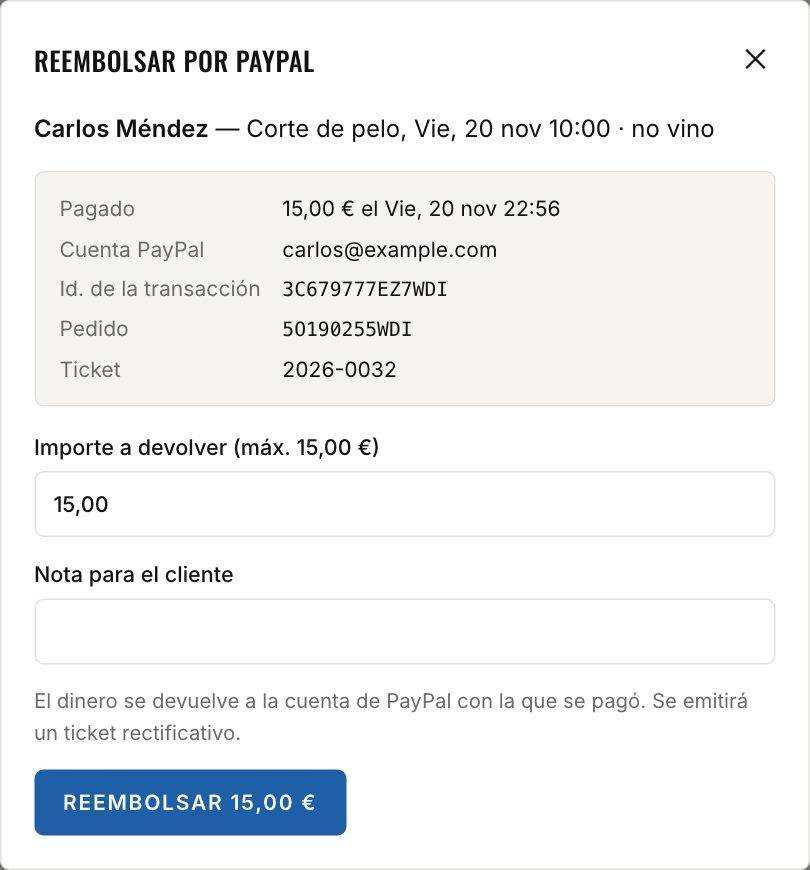 REEMBOLSAR POR PAYPAL
Carlos Méndez — Corte de pelo, Vie, 20 nov 10:00 · no vino
Pagado 15,00 € el Vie, 20 nov 22:56
Cuenta PayPal carlos@example.com
Id. de la transacción 3C679777EZ7WDI
Pedido 5O190255WDI
Ticket 2026-0032
Importe a devolver (máx. 15,00 €)
15,00
Nota para el cliente
El dinero se devuelve a la cuenta de PayPal con la que se pagó. Se emitirá
un ticket rectificativo.
REEMBOLSAR 15,00 €